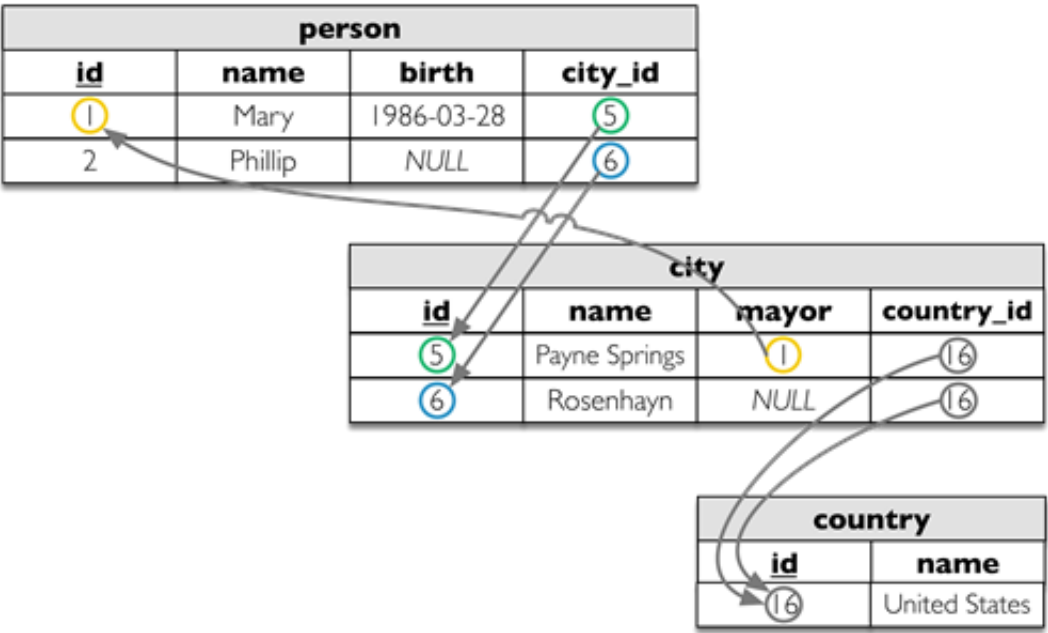 person
id name birth city_id
1 Mary 1986-03-28 5
2 Phillip NULL 6
city
id name mayor country_id
5 Payne Springs 1 16
6 Rosenhayn NULL 16
country
id name
16 United States